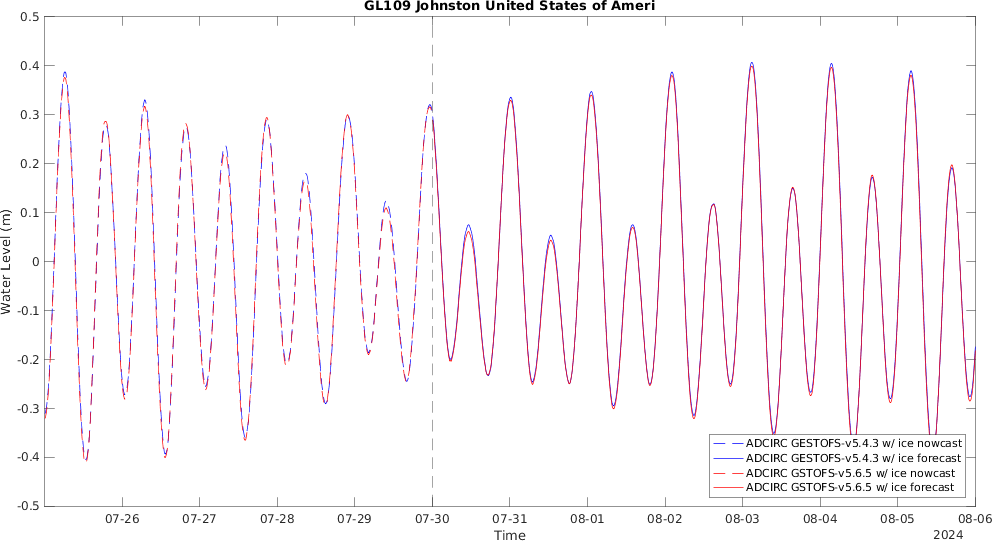 GL109 Johnston United States of Ameri
0.5
0.4
0.3
0.2
0.1
0
-0.1
-0.2
-0.3
-0.4
-0.5
Water Level (m)
ADCIRC GESTOFS-v5.4.3 w/ ice nowcast
ADCIRC GESTOFS-v5.4.3 w/ ice forecast
ADCIRC GSTOFS-v5.6.5 w/ ice nowcast
ADCIRC GSTOFS-v5.6.5 w/ ice forecast
07-26 07-27 07-28 07-29 07-30 07-31 08-01 08-02 08-03 08-04 08-05 08-06
Time
2024